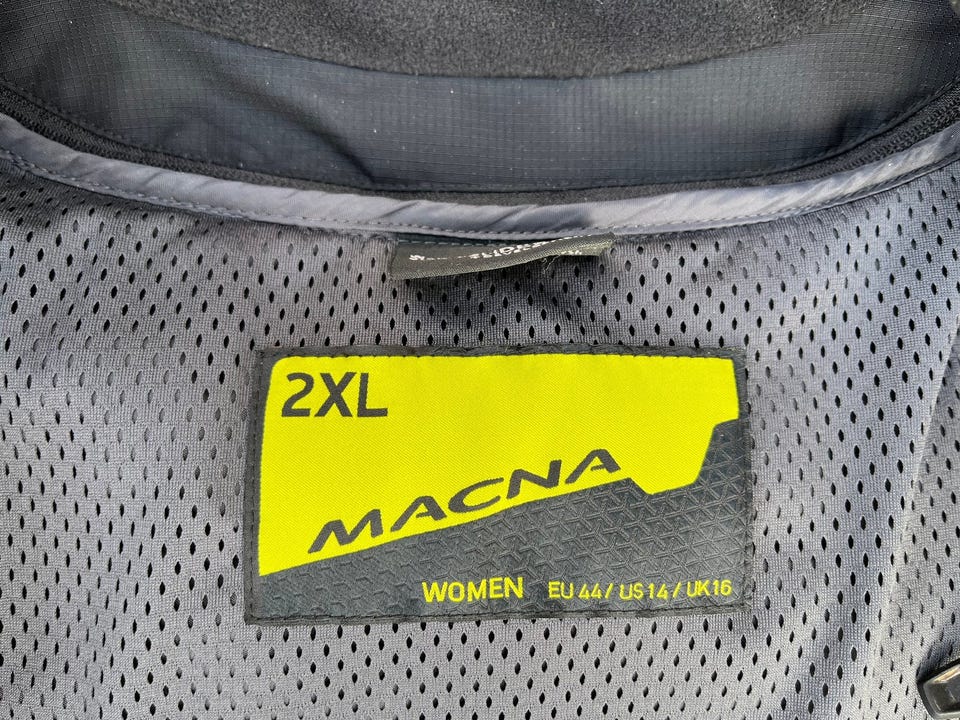 2XL
MACNA
WOMEN EU 44 / US 14 / UK 16